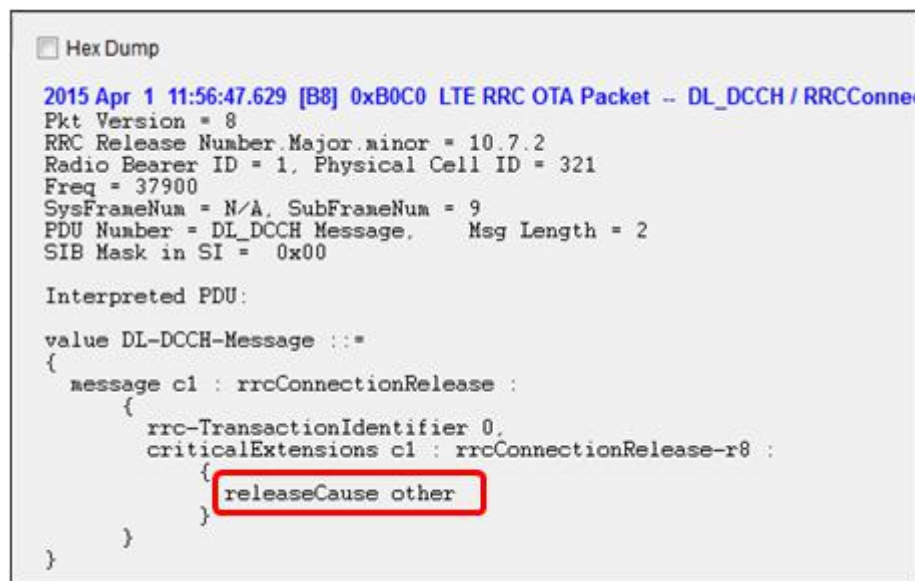 Hex Dump
2015 Apr 1 11:56:47.629 [B8] 0xB0C0 LTE RRC OTA Packet -- DL_DCCH / RRCConne
Pkt Version = 8
RRC Release Number.Major.minor = 10.7.2
Radio Bearer ID = 1, Physical Cell ID = 321
Freq = 37900
SysFrameNum = N/A, SubFrameNum = 9
PDU Number = DL_DCCH Message,    Msg Length = 2
SIB Mask in SI =  0x00
Interpreted PDU:
value DL-DCCH-Message ::=
{
message c1 : rrcConnectionRelease :
{
rrc-TransactionIdentifier 0,
criticalExtensions c1 : rrcConnectionRelease-r8 :
{
releaseCause other
}
}
}